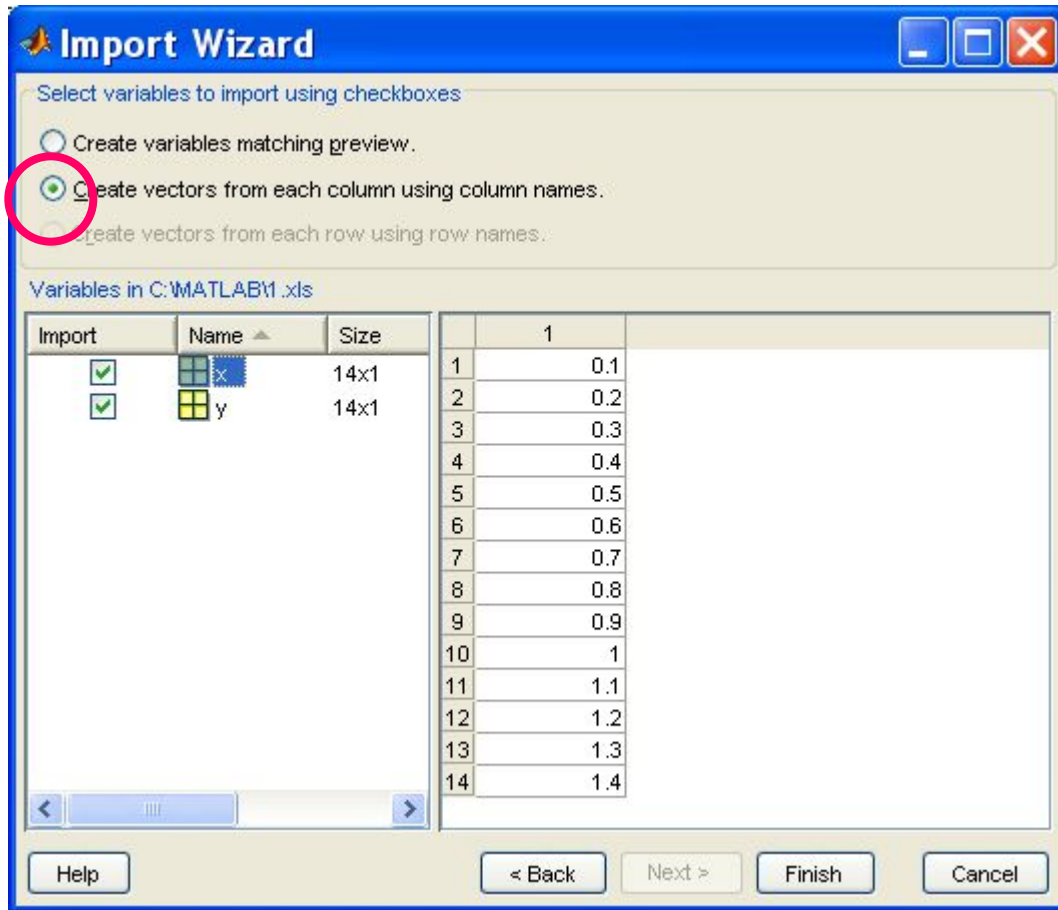 Import Wizard
Select variables to import using checkboxes
Create variables matching preview.
Create vectors from each column using column names.
Create vectors from each row using row names.
Variables in C:\MATLAB\1.xls
Import Name Size
x 14x1
y 14x1
1
1 0.1
2 0.2
3 0.3
4 0.4
5 0.5
6 0.6
7 0.7
8 0.8
9 0.9
10 1
11 1.1
12 1.2
13 1.3
14 1.4
Help < Back Next > Finish Cancel